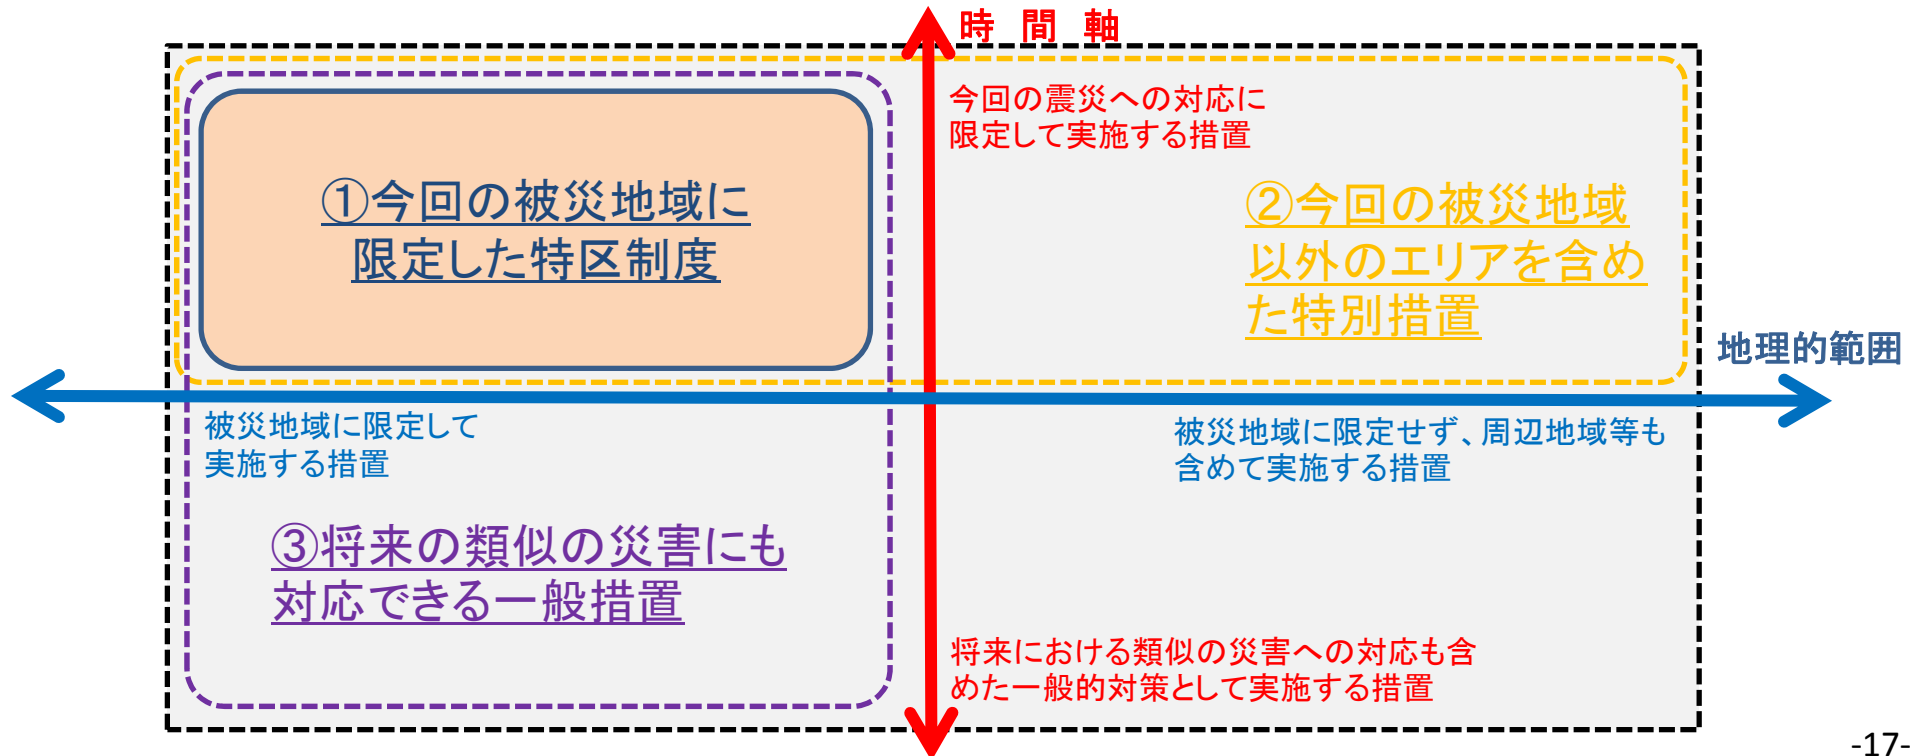 時間軸
今回の震災への対応に
限定して実施する措置
①今回の被災地域に
限定した特区制度
②今回の被災地域
以外のエリアを含め
た特別措置
地理的範囲
被災地域に限定して
実施する措置
被災地域に限定せず、周辺地域等も
含めて実施する措置
③将来の類似の災害にも
対応できる一般措置
将来における類似の災害への対応も含
めた一般的対策として実施する措置
-17-